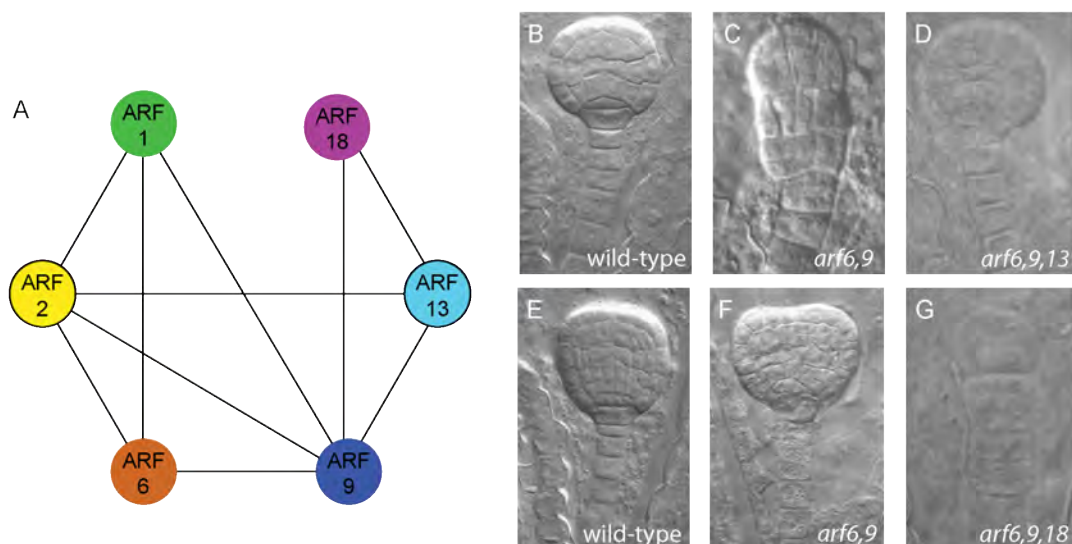 A
ARF
1
ARF
18
ARF
2
ARF
13
ARF
6
ARF
9
B
wild-type
C
arf6,9
D
arf6,9,13
E
wild-type
F
arf6,9
G
arf6,9,18